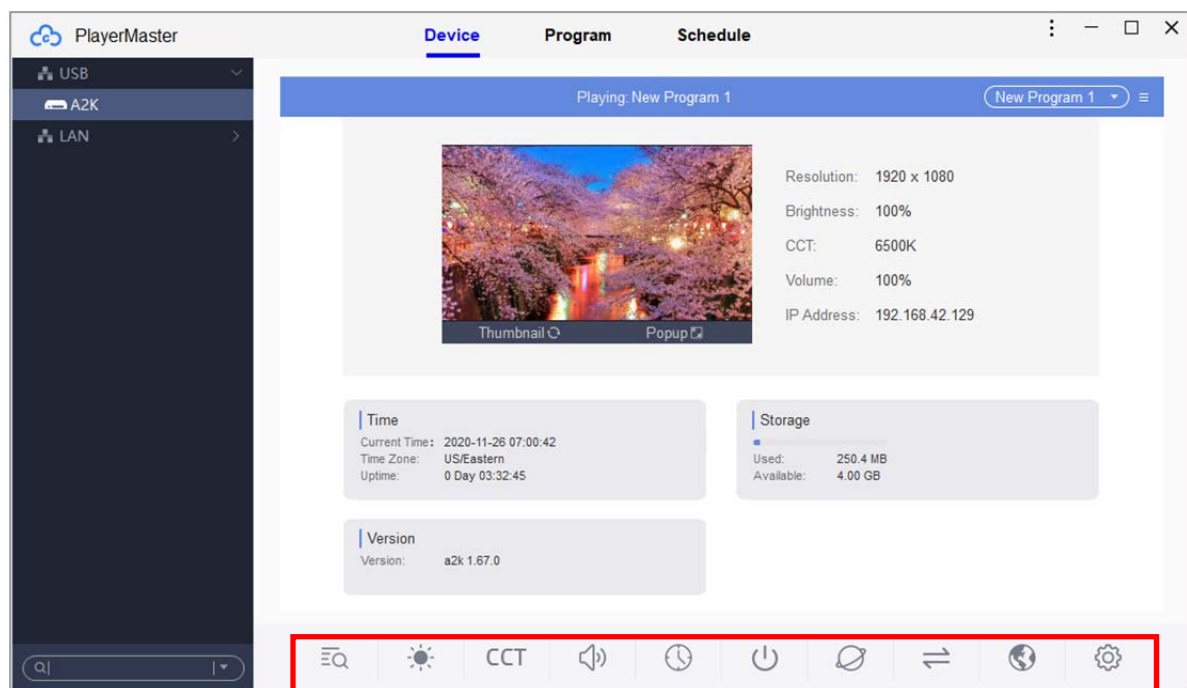 PlayerMaster
Device
Program
Schedule
USB
A2K
LAN
Playing: New Program 1
New Program 1
Resolution: 1920 x 1080
Brightness: 100%
CCT: 6500K
Volume: 100%
IP Address: 192.168.42.129
Thumbnail
Popup
Time
Current Time: 2020-11-26 07:00:42
Time Zone: US/Eastern
Uptime: 0 Day 03:32:45
Storage
Used: 250.4 MB
Available: 4.00 GB
Version
Version: a2k 1.67.0
CCT